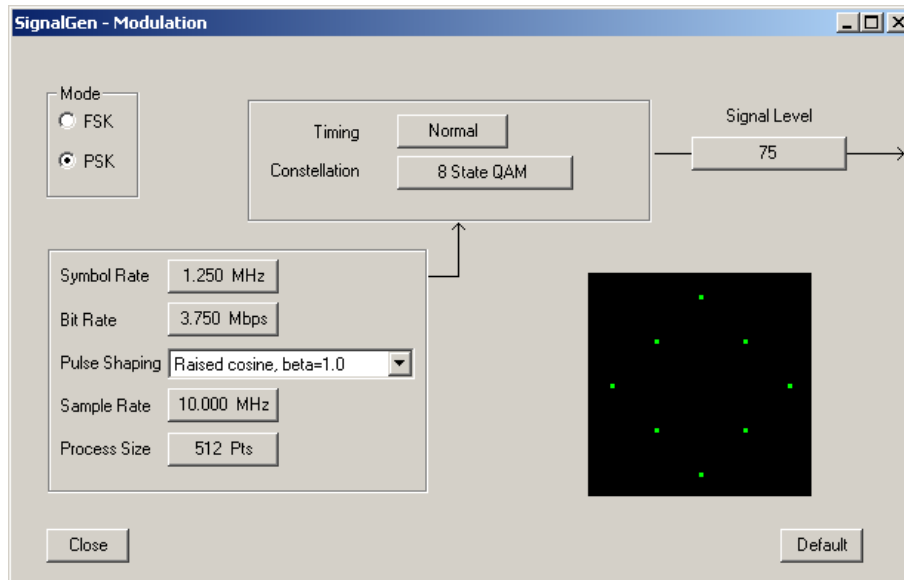 SignalGen - Modulation
Mode
FSK
PSK
Timing
Normal
Constellation
8 State QAM
Signal Level
75
Symbol Rate
1.250 MHz
Bit Rate
3.750 Mbps
Pulse Shaping
Raised cosine, beta=1.0
Sample Rate
10.000 MHz
Process Size
512 Pts
Close
Default